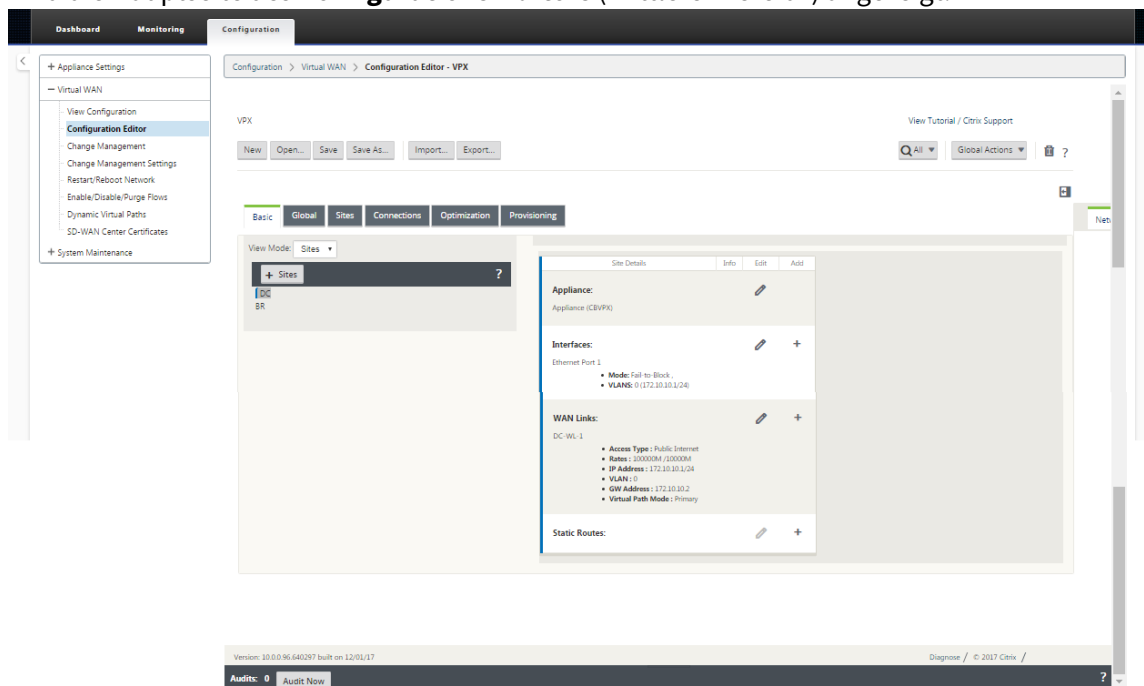 Dashboard Monitoring Configuration
+ Appliance Settings
− Virtual WAN
View Configuration
Configuration Editor
Change Management
Change Management Settings
Restart/Reboot Network
Enable/Disable/Purge Flows
Dynamic Virtual Paths
SD-WAN Center Certificates
+ System Maintenance
Configuration > Virtual WAN > Configuration Editor - VPX
VPX
View Tutorial / Citrix Support
New Open... Save Save As... Import... Export...
All Global Actions ?
Basic Global Sites Connections Optimization Provisioning
View Mode: Sites
+ Sites ?
DC
BR
Site Details Info Edit Add
Appliance:
Appliance (CBVPX)
Interfaces: +
Ethernet Port 1
• Mode: Fail-to-Block ,
• VLANS: 0 (172.10.10.1/24)
WAN Links: +
DC-WL-1
• Access Type : Public Internet
• Rates : 100000M /10000M
• IP Address : 172.10.10.1/24
• VLAN : 0
• GW Address : 172.10.10.2
• Virtual Path Mode : Primary
Static Routes: +
Version: 10.0.0.96.640297 built on 12/01/17
Diagnose / © 2017 Citrix /
Audits: 0 Audit Now ?